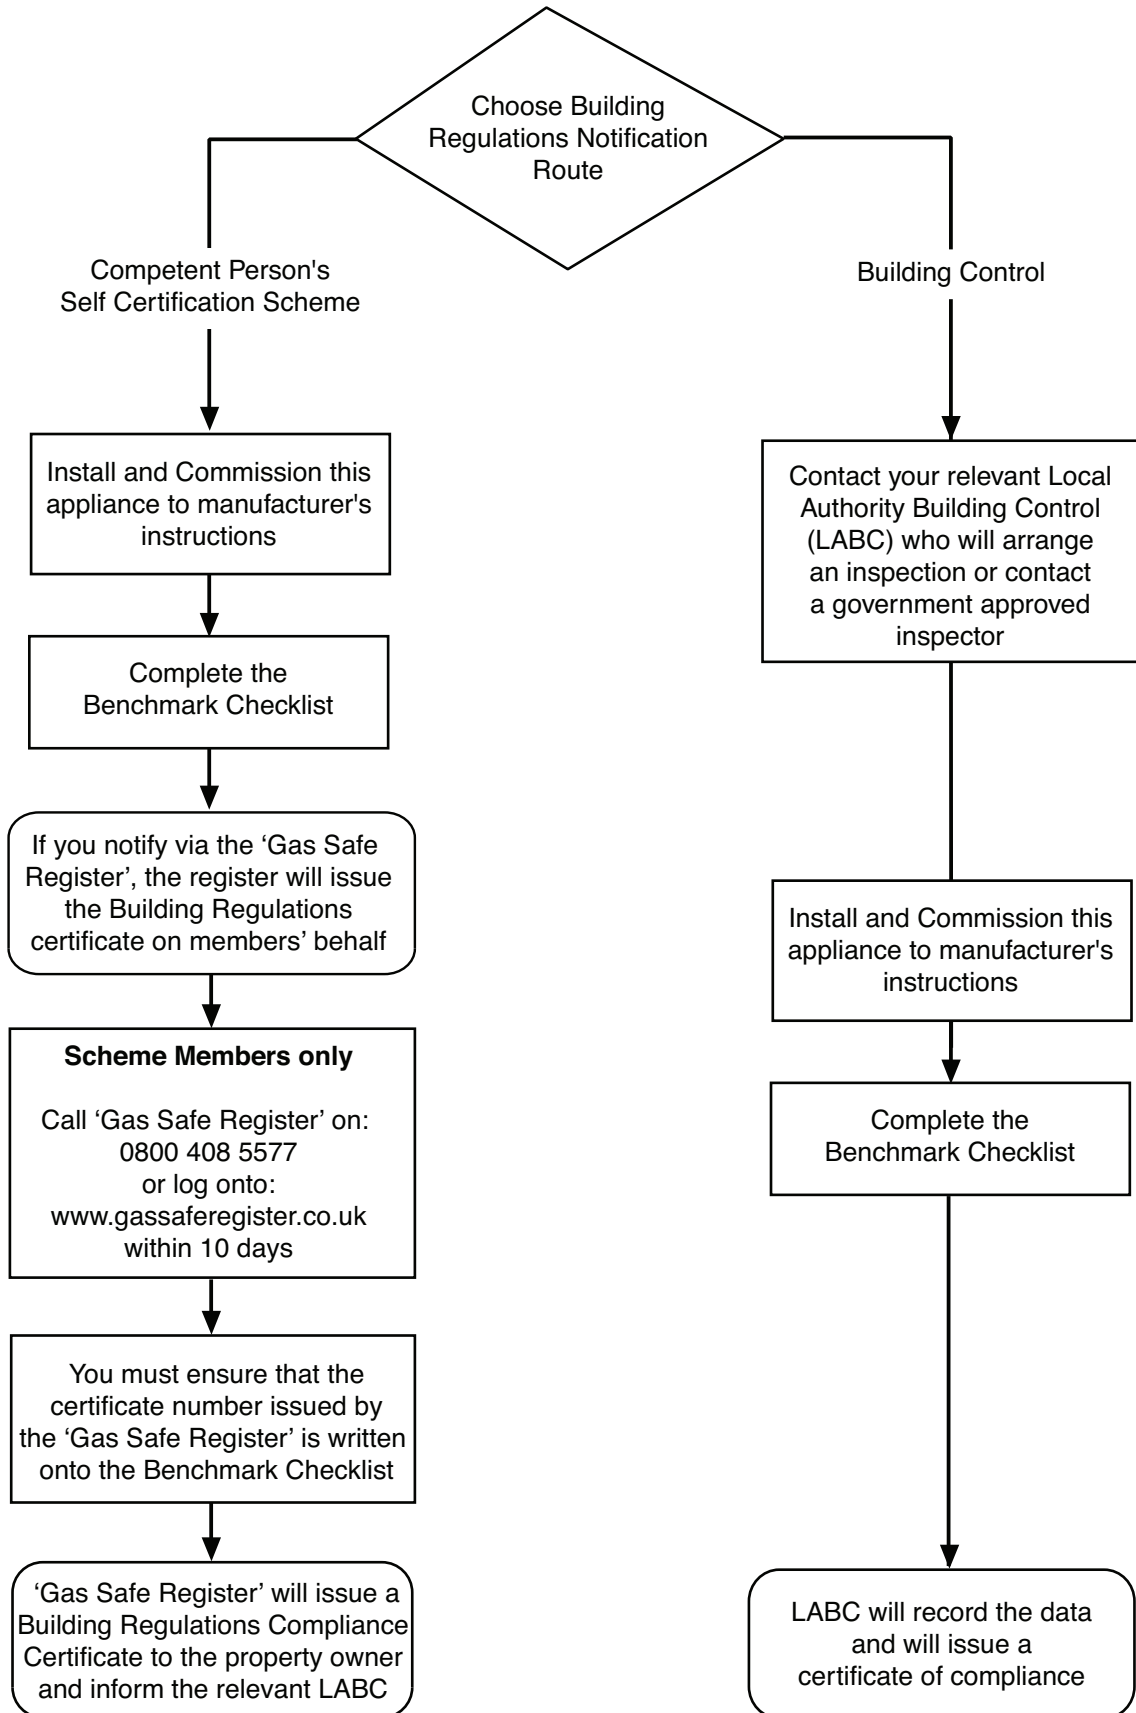 Choose Building
Regulations Notification
Route
Competent Person's
Self Certification Scheme
Building Control
Install and Commission this
appliance to manufacturer's
instructions
Complete the
Benchmark Checklist
If you notify via the ‘Gas Safe
Register’, the register will issue
the Building Regulations
certificate on members’ behalf
Scheme Members only
Call ‘Gas Safe Register’ on:
0800 408 5577
or log onto:
www.gassaferegister.co.uk
within 10 days
You must ensure that the
certificate number issued by
the ‘Gas Safe Register’ is written
onto the Benchmark Checklist
‘Gas Safe Register’ will issue a
Building Regulations Compliance
Certificate to the property owner
and inform the relevant LABC
Contact your relevant Local
Authority Building Control
(LABC) who will arrange
an inspection or contact
a government approved
inspector
Install and Commission this
appliance to manufacturer's
instructions
Complete the
Benchmark Checklist
LABC will record the data
and will issue a
certificate of compliance